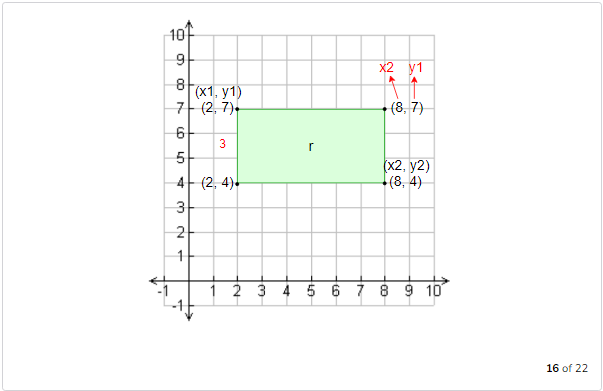 10
9
x2 y1
8
(x1, y1)
7
(2, 7)
(8, 7)
6
3
r
5
(x2, y2)
4
(2, 4)
(8, 4)
3
2
1
-1 1 2 3 4 5 6 7 8 9 10
-1
16 of 22